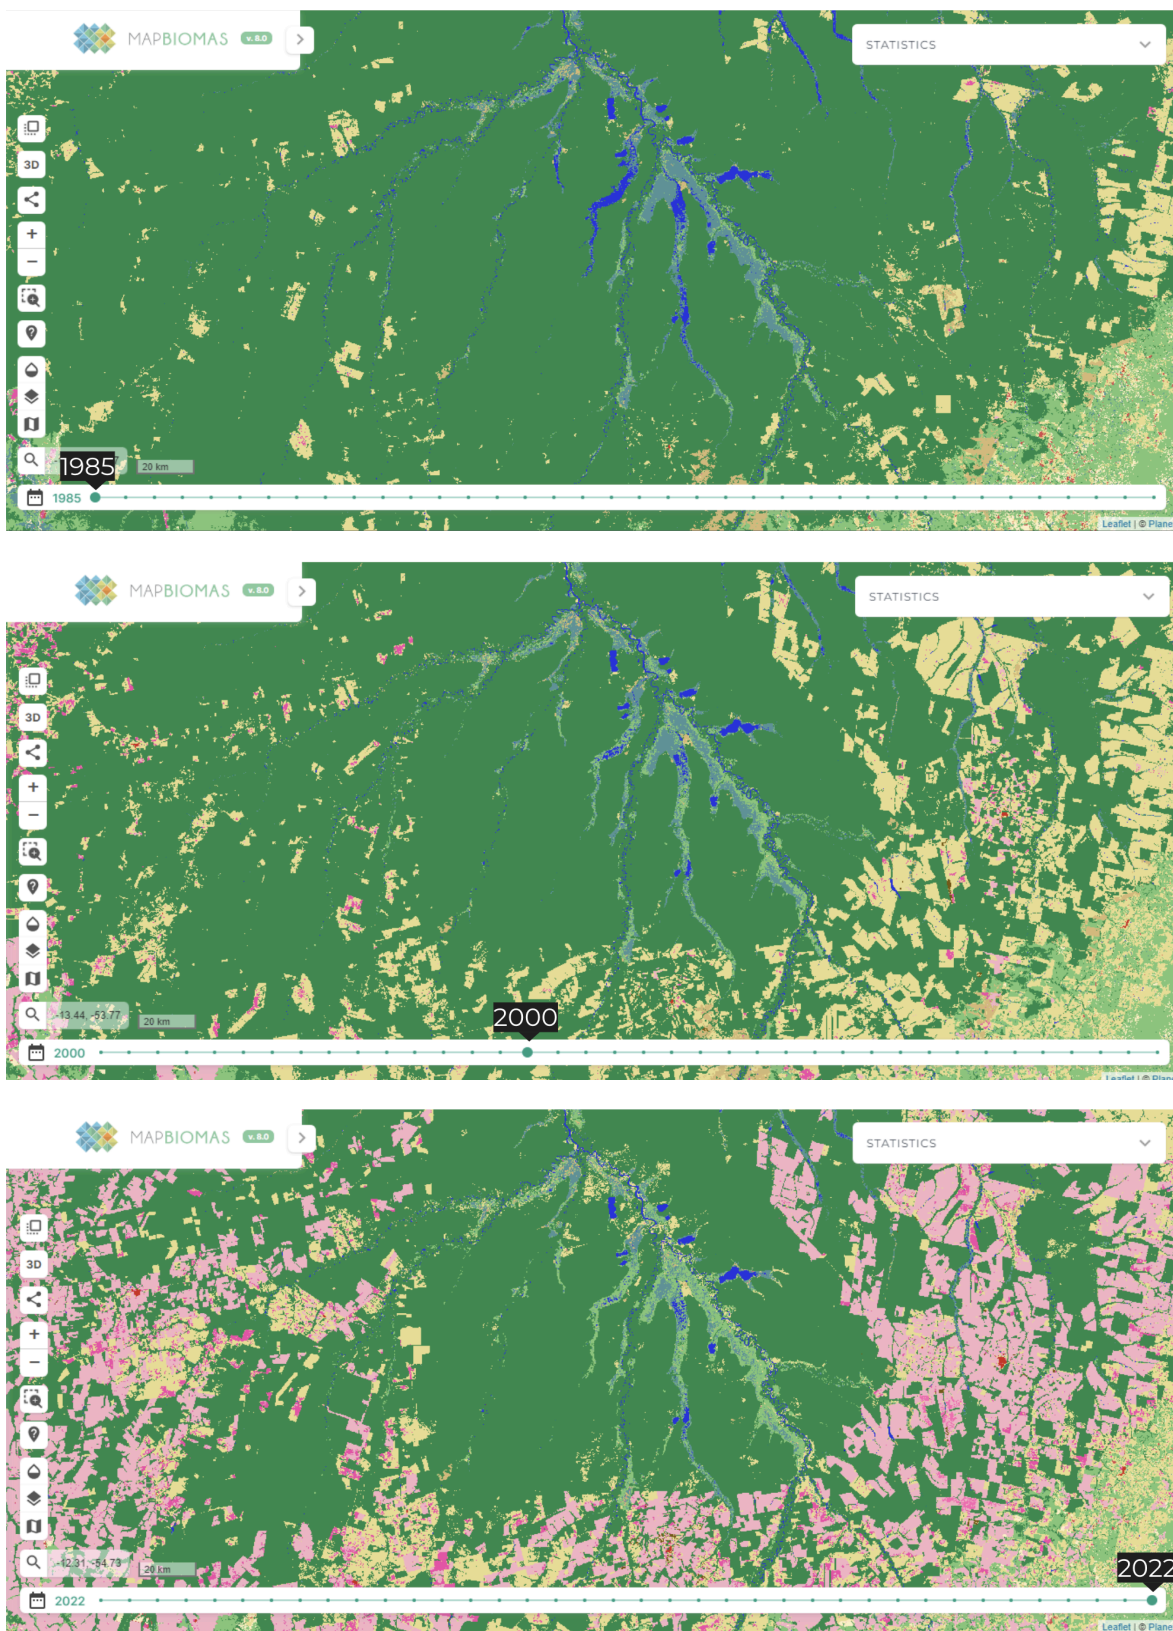 MAPBIOMAS v. 8.0
STATISTICS
3D
1985
20 km
1985
Leaflet | © Plane
MAPBIOMAS v. 8.0
STATISTICS
3D
2000
-13.44, -53.77
20 km
2000
Leaflet | © Plane
MAPBIOMAS v. 8.0
STATISTICS
3D
2022
-12.31, -54.73
20 km
2022
Leaflet | © Plane